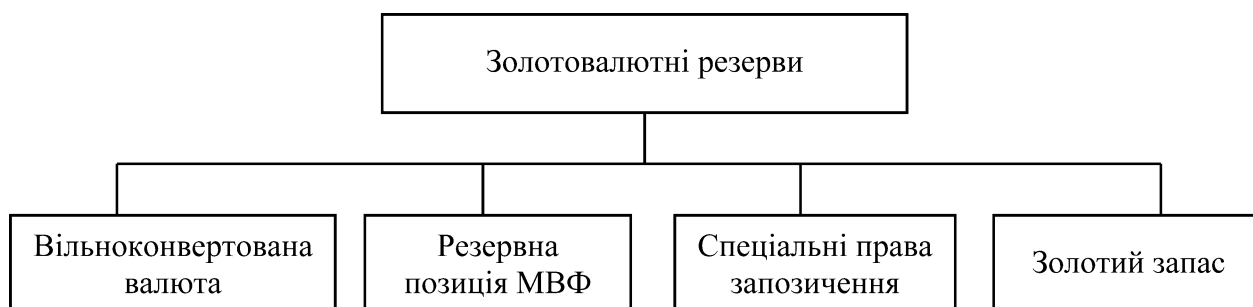 Золотовалютні резерви
Вільноконвертована
валюта
Резервна
позиція МВФ
Спеціальні права
запозичення
Золотий запас